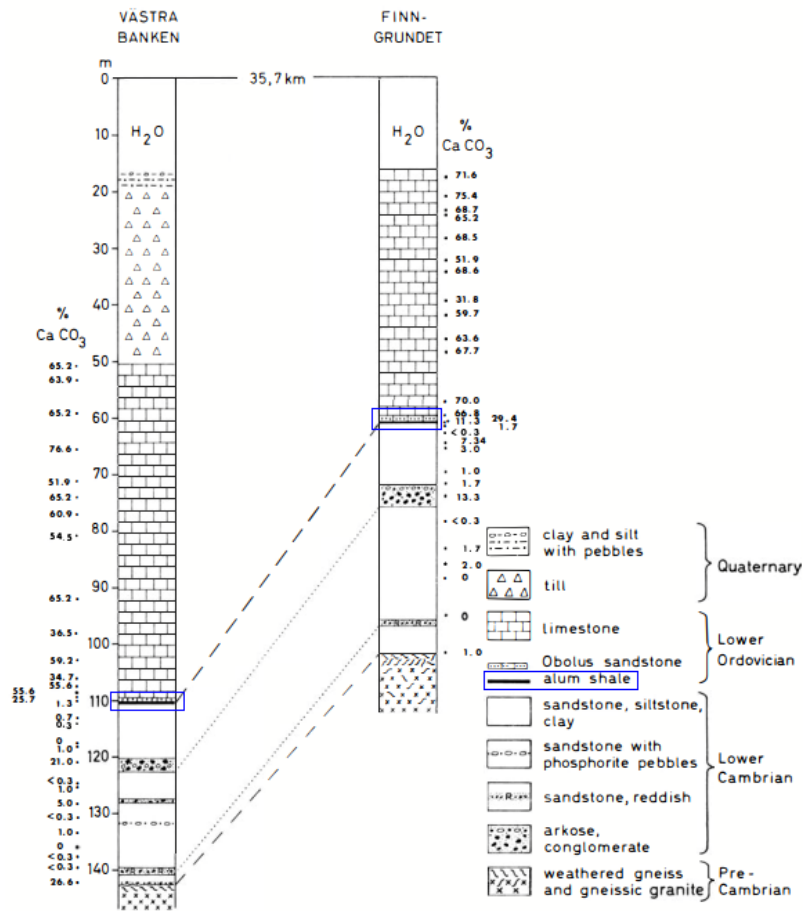 VÄSTRA
BANKEN
FINN-
GRUNDET
m
0
35,7 km
H2O
H2O
%
Ca CO3
10
20
30
40
50
60
70
80
90
100
110
120
130
140
71.6
75.4
68.7
65.2
68.5
51.9
68.6
31.8
59.7
63.6
67.7
70.0
66.8
11.3 29.4
1.7
<0.3
7.34
3.0
1.0
1.7
13.3
<0.3
1.7
2.0
0
0
1.0
%
Ca CO3
65.2
63.9
65.2
76.6
51.9
65.2
60.9
54.5
65.2
36.5
59.2
34.7
55.6
55.6
25.7
1.3
0.7
0.3
0
1.0
21.0
<0.3
1.0
5.0
<0.3
1.0
0
<0.3
<0.3
26.6
clay and silt
with pebbles
till
Quaternary
limestone
Obolus sandstone
alum shale
Lower
Ordovician
sandstone, siltstone,
clay
sandstone with
phosphorite pebbles
R
sandstone, reddish
arkose,
conglomerate
Lower
Cambrian
weathered gneiss
and gneissic granite
Pre-
Cambrian